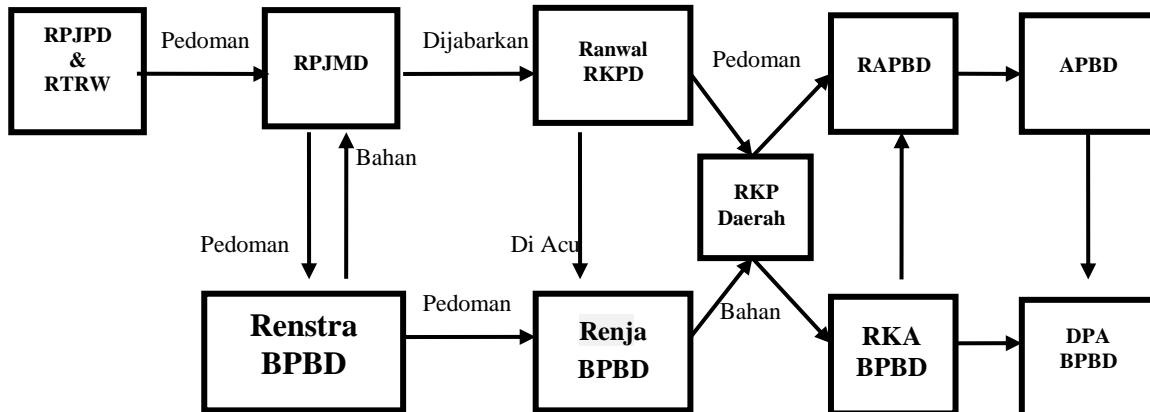 RPJPD
&
RTRW
Pedoman
RPJMD
Dijabarkan
Ranwal
RKPD
Pedoman
RAPBD
APBD
Bahan
RKP
Daerah
Pedoman
Di Acu
Renstra
BPBD
Pedoman
Renja
BPBD
Bahan
RKA
BPBD
DPA
BPBD